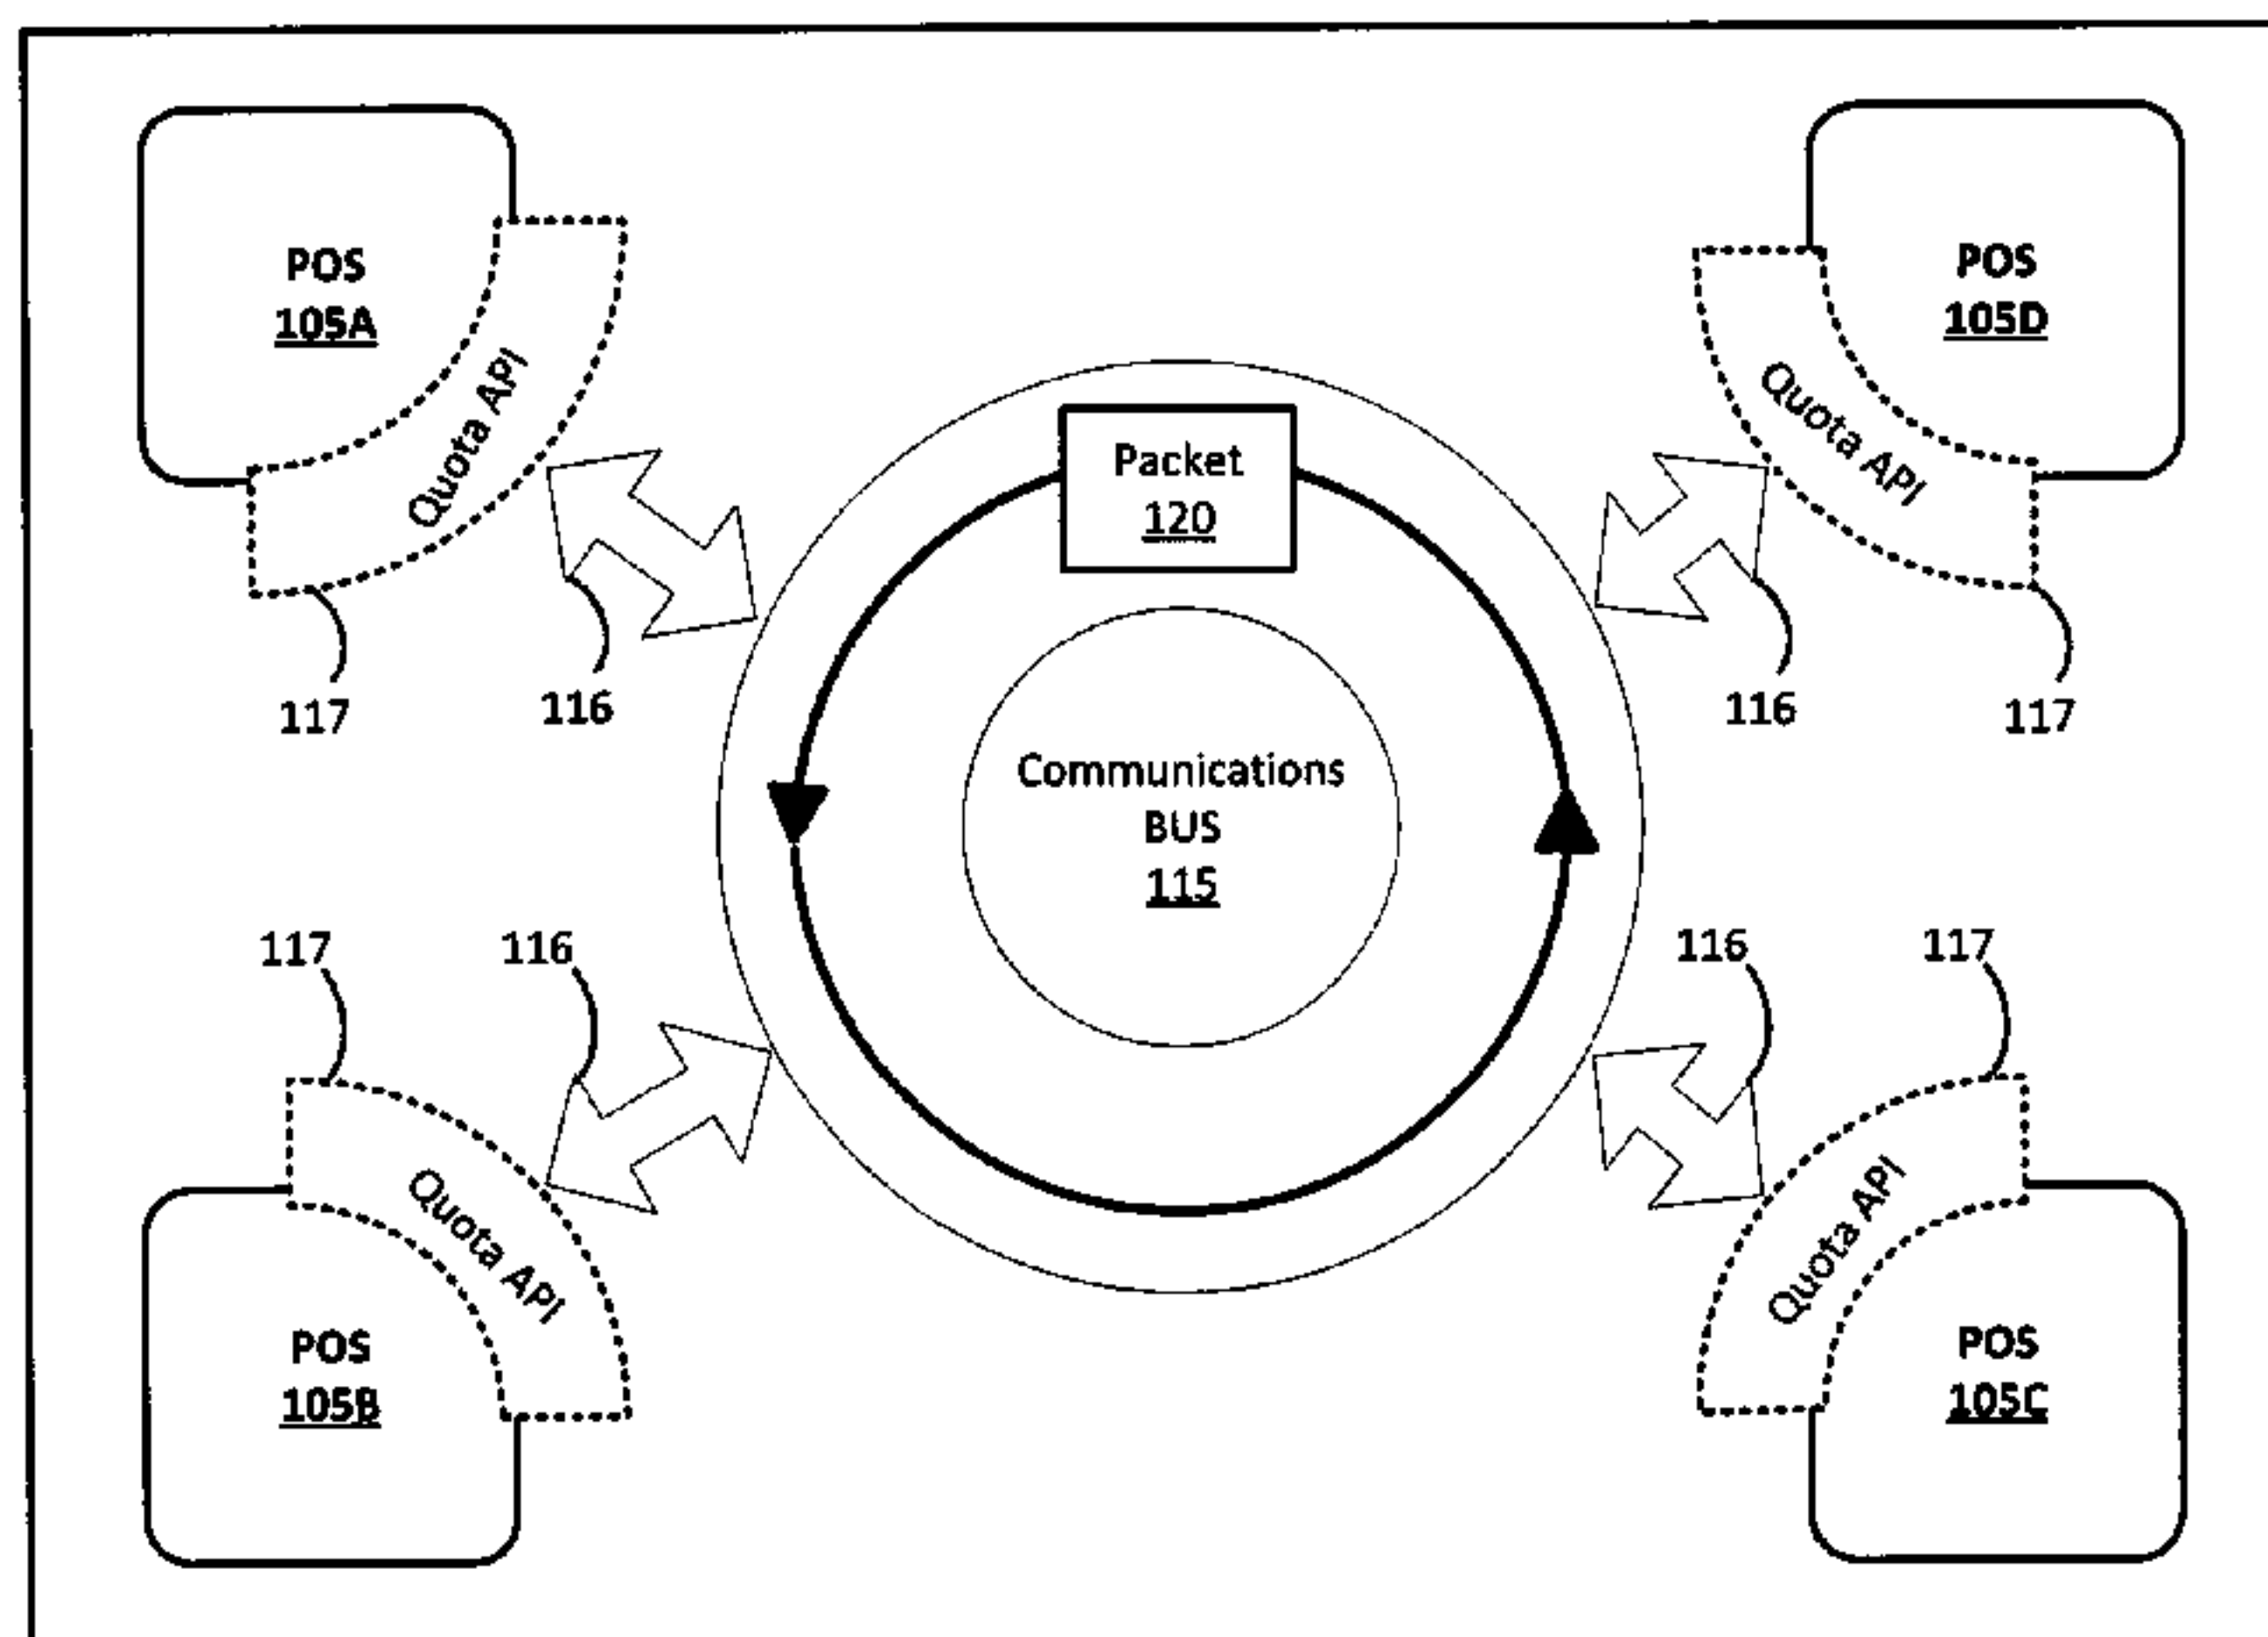 POS
105A
Quota API
117
116
POS
105D
Quota API
116
117
Packet
120
Communications
BUS
115
117
116
Quota API
POS
105B
116
117
Quota API
POS
105C